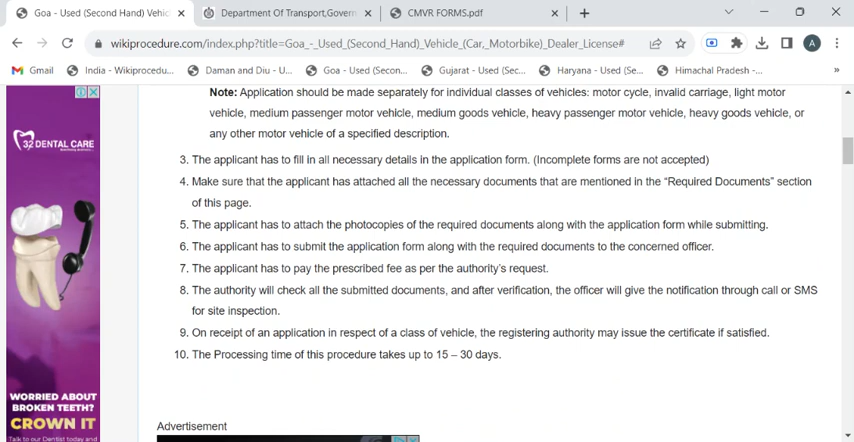 Goa - Used (Second Hand) Vehic
Department Of Transport,Govern
CMVR FORMS.pdf
wikiprocedure.com/index.php?title=Goa_-_Used_(Second_Hand)_Vehicle_(Car,_Motorbike)_Dealer_License#
A
Gmail
India - Wikiprocedu...
Daman and Diu - U...
Goa - Used (Secon...
Gujarat - Used (Sec...
Haryana - Used (Se...
Himachal Pradesh -...
»
Note: Application should be made separately for individual classes of vehicles: motor cycle, invalid carriage, light motor
vehicle, medium passenger motor vehicle, medium goods vehicle, heavy passenger motor vehicle, heavy goods vehicle, or
any other motor vehicle of a specified description.
3. The applicant has to fill in all necessary details in the application form. (Incomplete forms are not accepted)
4. Make sure that the applicant has attached all the necessary documents that are mentioned in the “Required Documents” section
of this page.
5. The applicant has to attach the photocopies of the required documents along with the application form while submitting.
6. The applicant has to submit the application form along with the required documents to the concerned officer.
7. The applicant has to pay the prescribed fee as per the authority’s request.
8. The authority will check all the submitted documents, and after verification, the officer will give the notification through call or SMS
for site inspection.
9. On receipt of an application in respect of a class of vehicle, the registering authority may issue the certificate if satisfied.
10. The Processing time of this procedure takes up to 15 – 30 days.
Advertisement
32 DENTAL CARE
WORRIED ABOUT
BROKEN TEETH?
CROWN IT
Talk to our Dentist today and